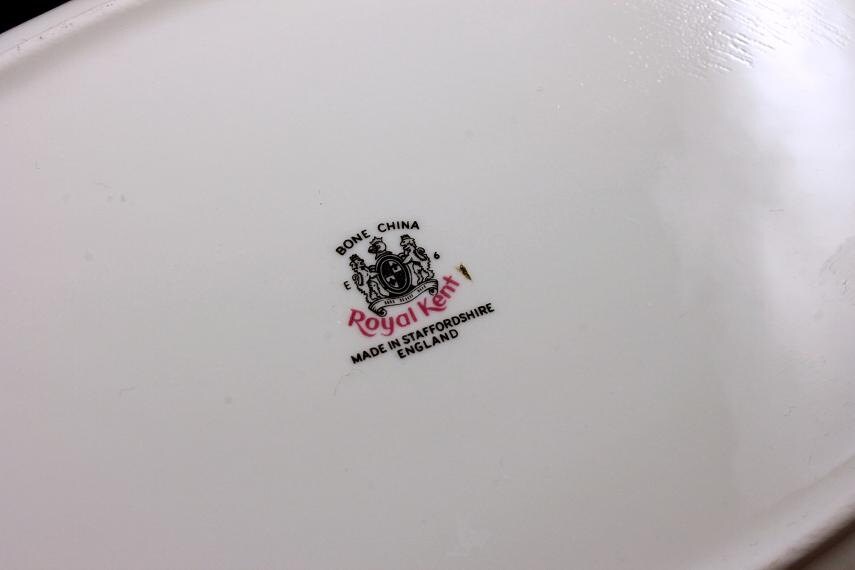 BONE CHINA
E 6
Royal Kent
MADE IN STAFFORDSHIRE
ENGLAND